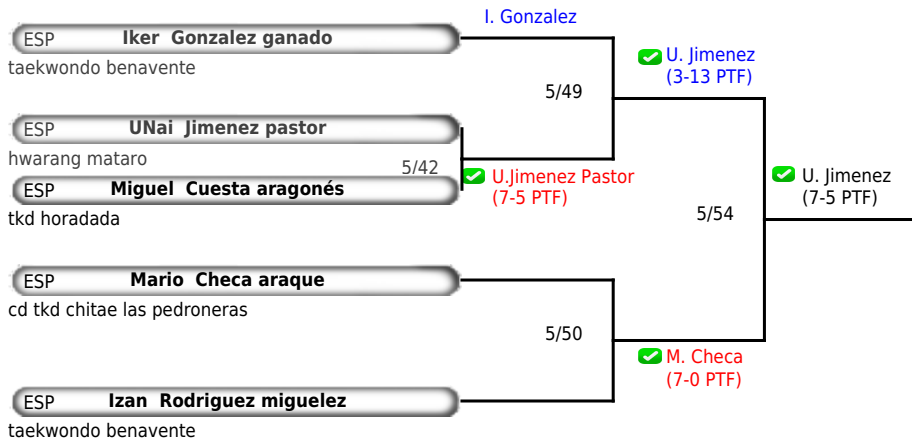 I. Gonzalez
ESP Iker Gonzalez ganado
taekwondo benavente
U. Jimenez
(3-13 PTF)
5/49
ESP UNai Jimenez pastor
hwarang mataro
5/42
U.Jimenez Pastor
(7-5 PTF)
ESP Miguel Cuesta aragonés
tkd horadada
U. Jimenez
(7-5 PTF)
5/54
ESP Mario Checa araque
cd tkd chitae las pedroneras
5/50
M. Checa
(7-0 PTF)
ESP Izan Rodriguez miguelez
taekwondo benavente